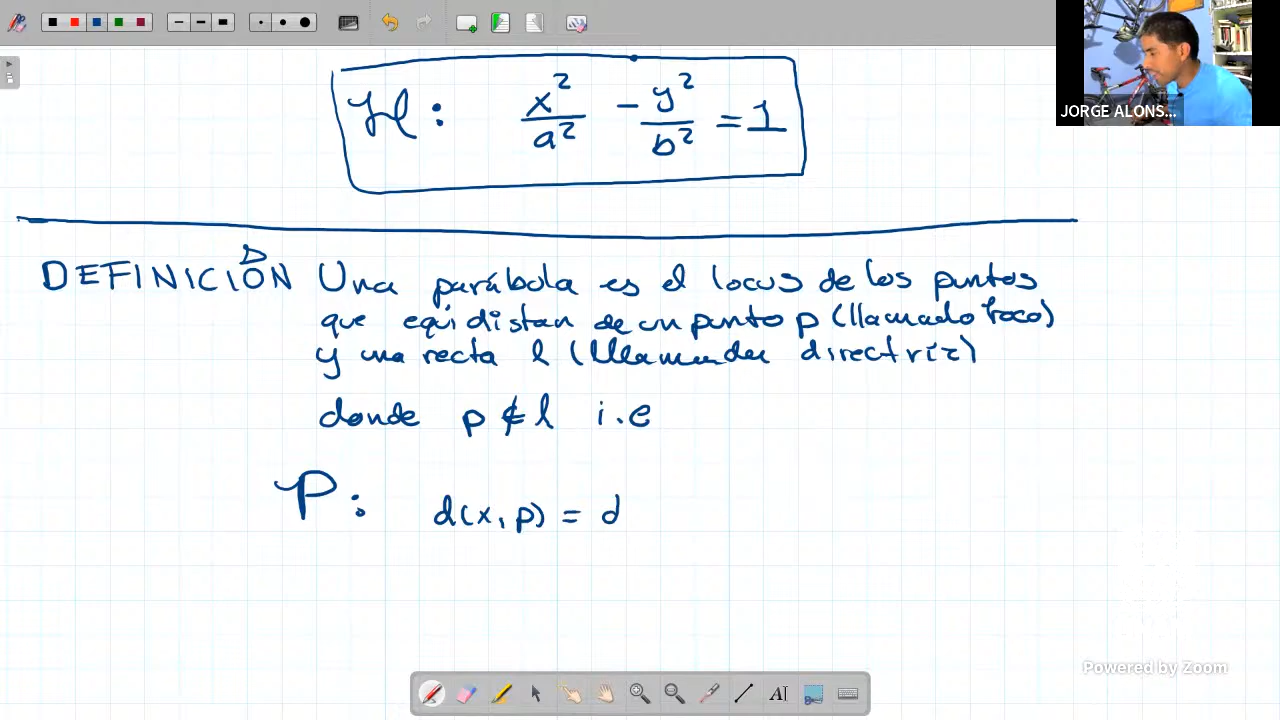 JORGE ALONS...
ℋ: x²/a² - y²/b² = 1
DEFINICIÓN Una parábola es el locus de los puntos
que equidistan de un punto p (llamado foco)
y una recta l (llamada directriz)
donde p ∉ l i.e
𝒫: d(x, p) = d
AI
Powered by Zoom